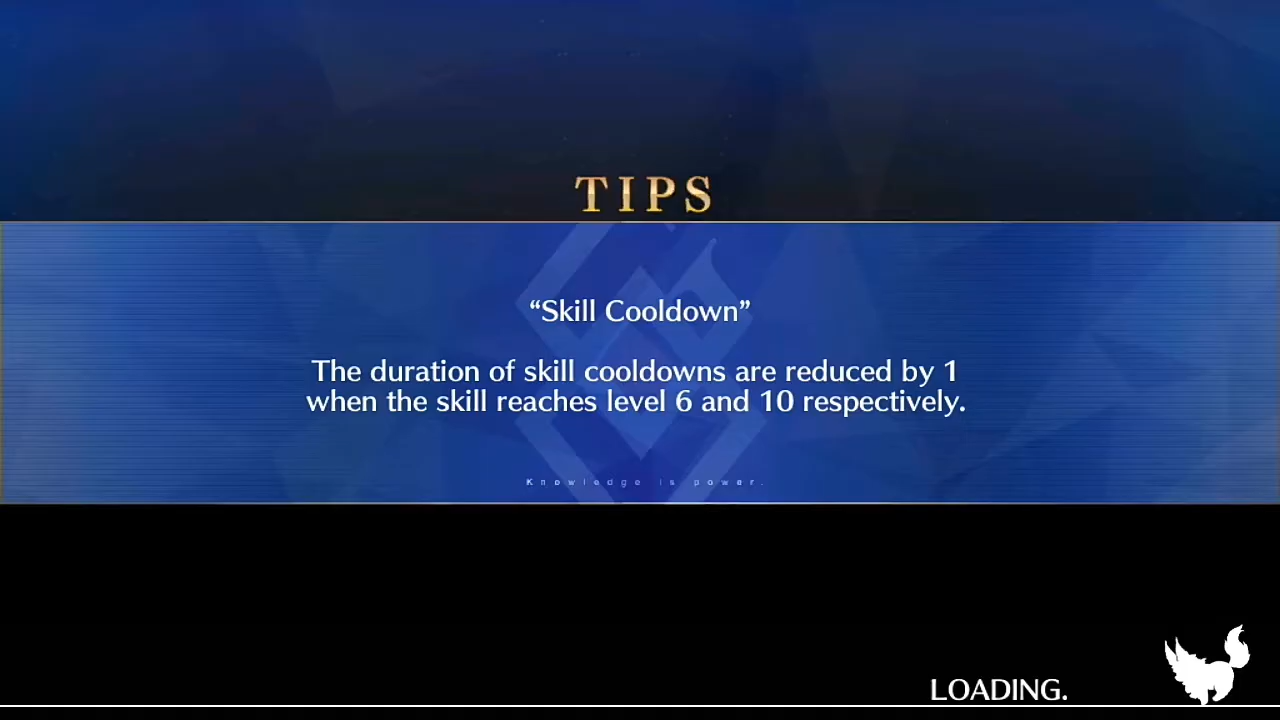 TIPS
“Skill Cooldown”
The duration of skill cooldowns are reduced by 1
when the skill reaches level 6 and 10 respectively.
Knowledge is power.
LOADING.